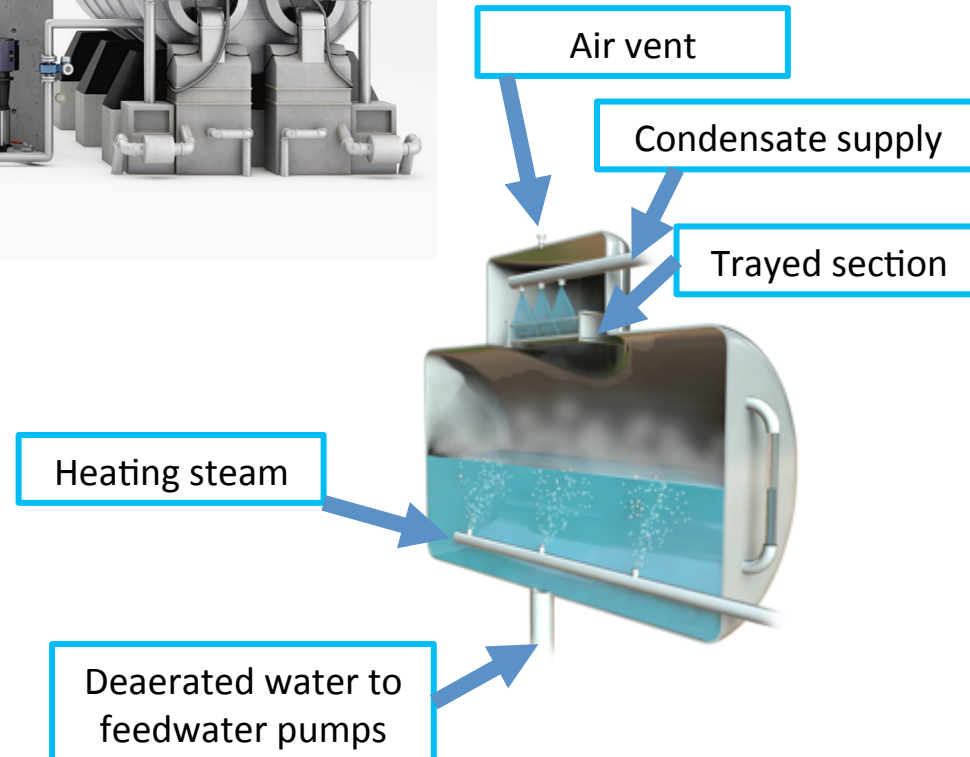 Air vent
Condensate supply
Trayed section
Heating steam
Deaerated water to
feedwater pumps